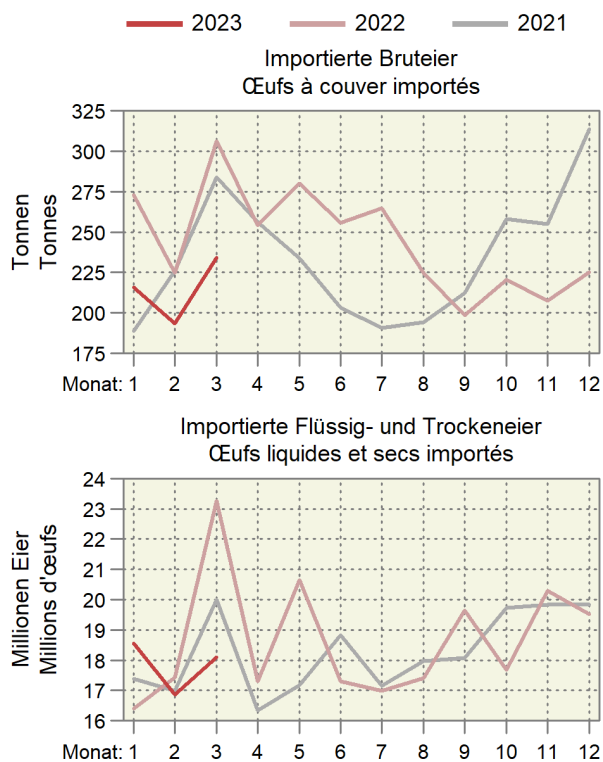 2023 2022 2021
Importierte Bruteier
Œufs à couver importés
Tonnen
Tonnes
325
300
275
250
225
200
175
Monat: 1 2 3 4 5 6 7 8 9 10 11 12
Importierte Flüssig- und Trockeneier
Œufs liquides et secs importés
Millionen Eier
Millions d'œufs
24
23
22
21
20
19
18
17
16
Monat: 1 2 3 4 5 6 7 8 9 10 11 12